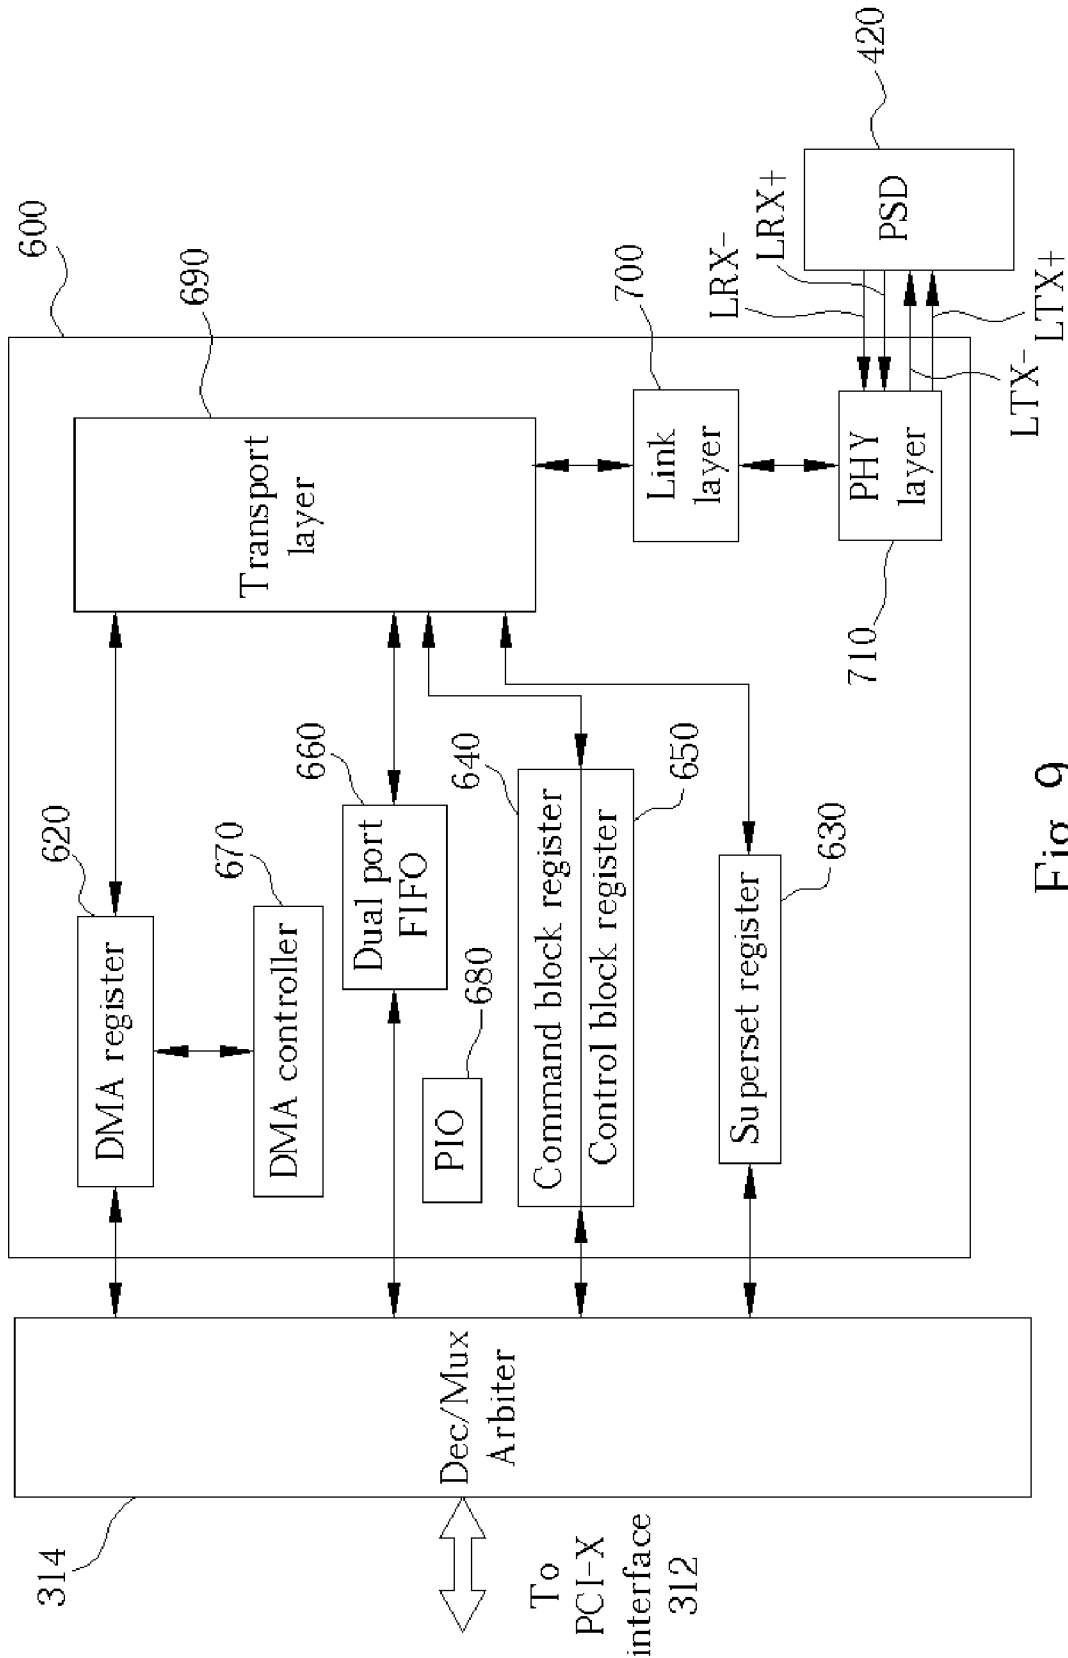 600
690
Transport
layer
700
Link
layer
PHY
layer
710
LRX-
LRX+
LTX-
LTX+
PSD
420
620
DMA register
670
DMA controller
660
Dual port
FIFO
680
PIO
640
Command block register
Control block register
650
Superset register
630
314
Dec/Mux
Arbiter
To
PCI-X
interface
312
Fig. 9